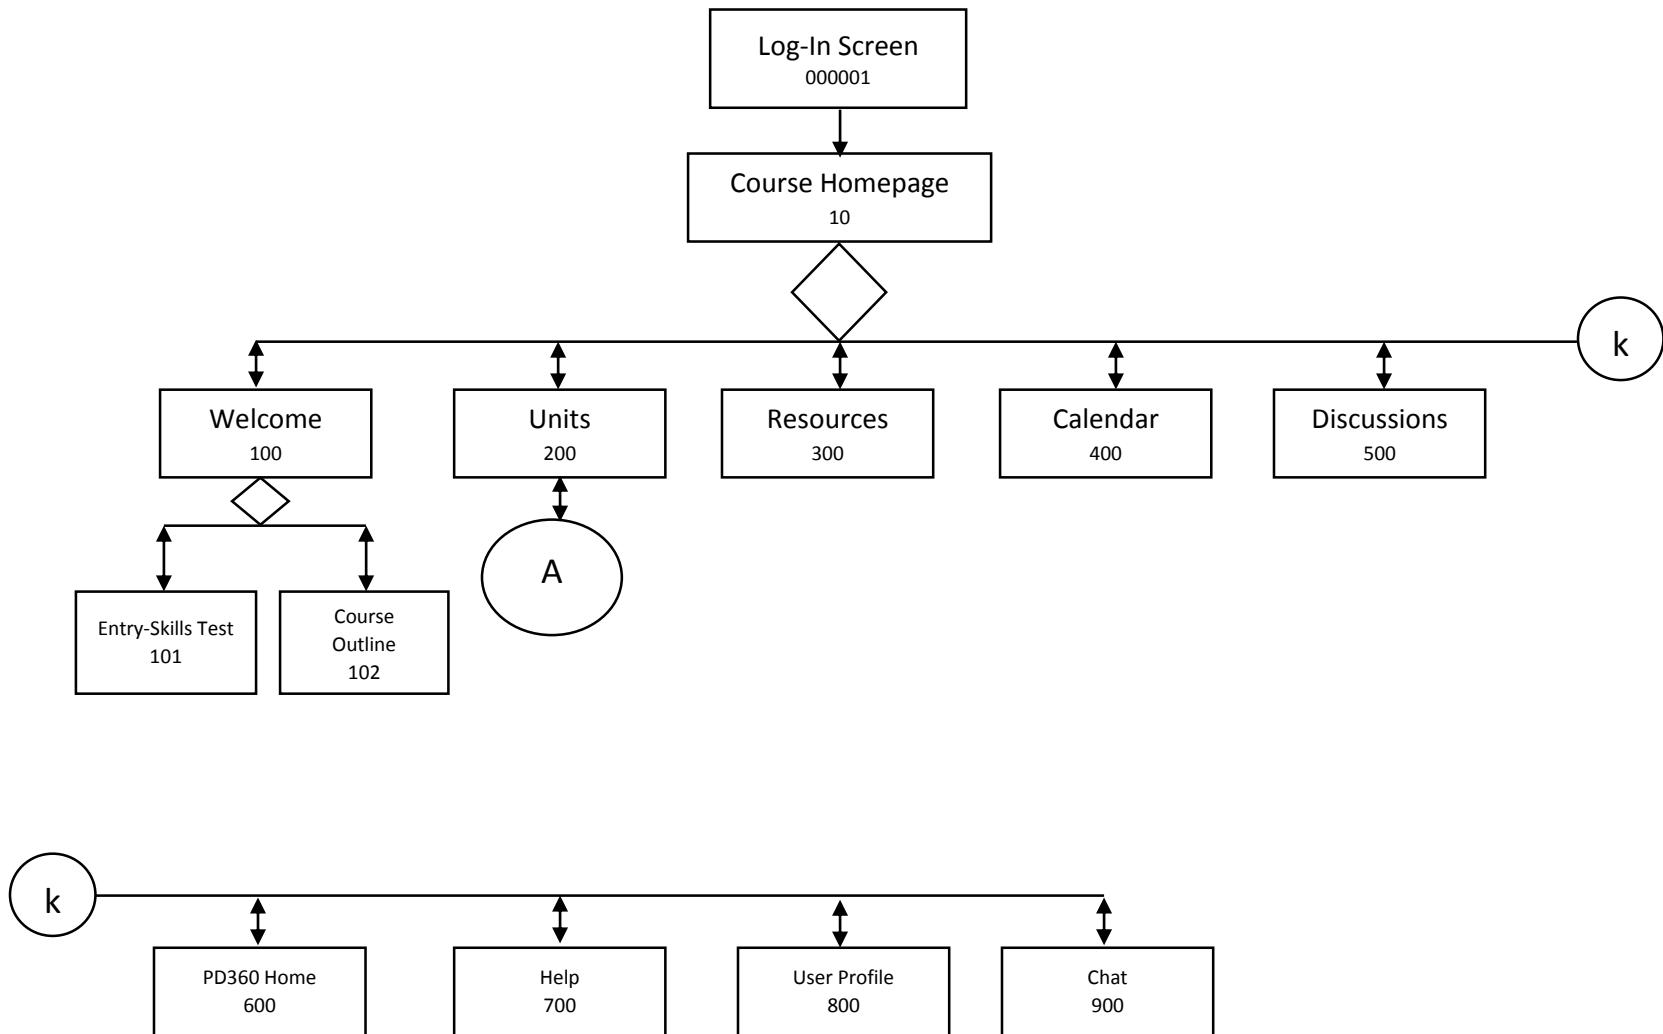 Log-In Screen
000001
Course Homepage
10
k
Welcome
100
Units
200
Resources
300
Calendar
400
Discussions
500
A
Entry-Skills Test
101
Course
Outline
102
k
PD360 Home
600
Help
700
User Profile
800
Chat
900